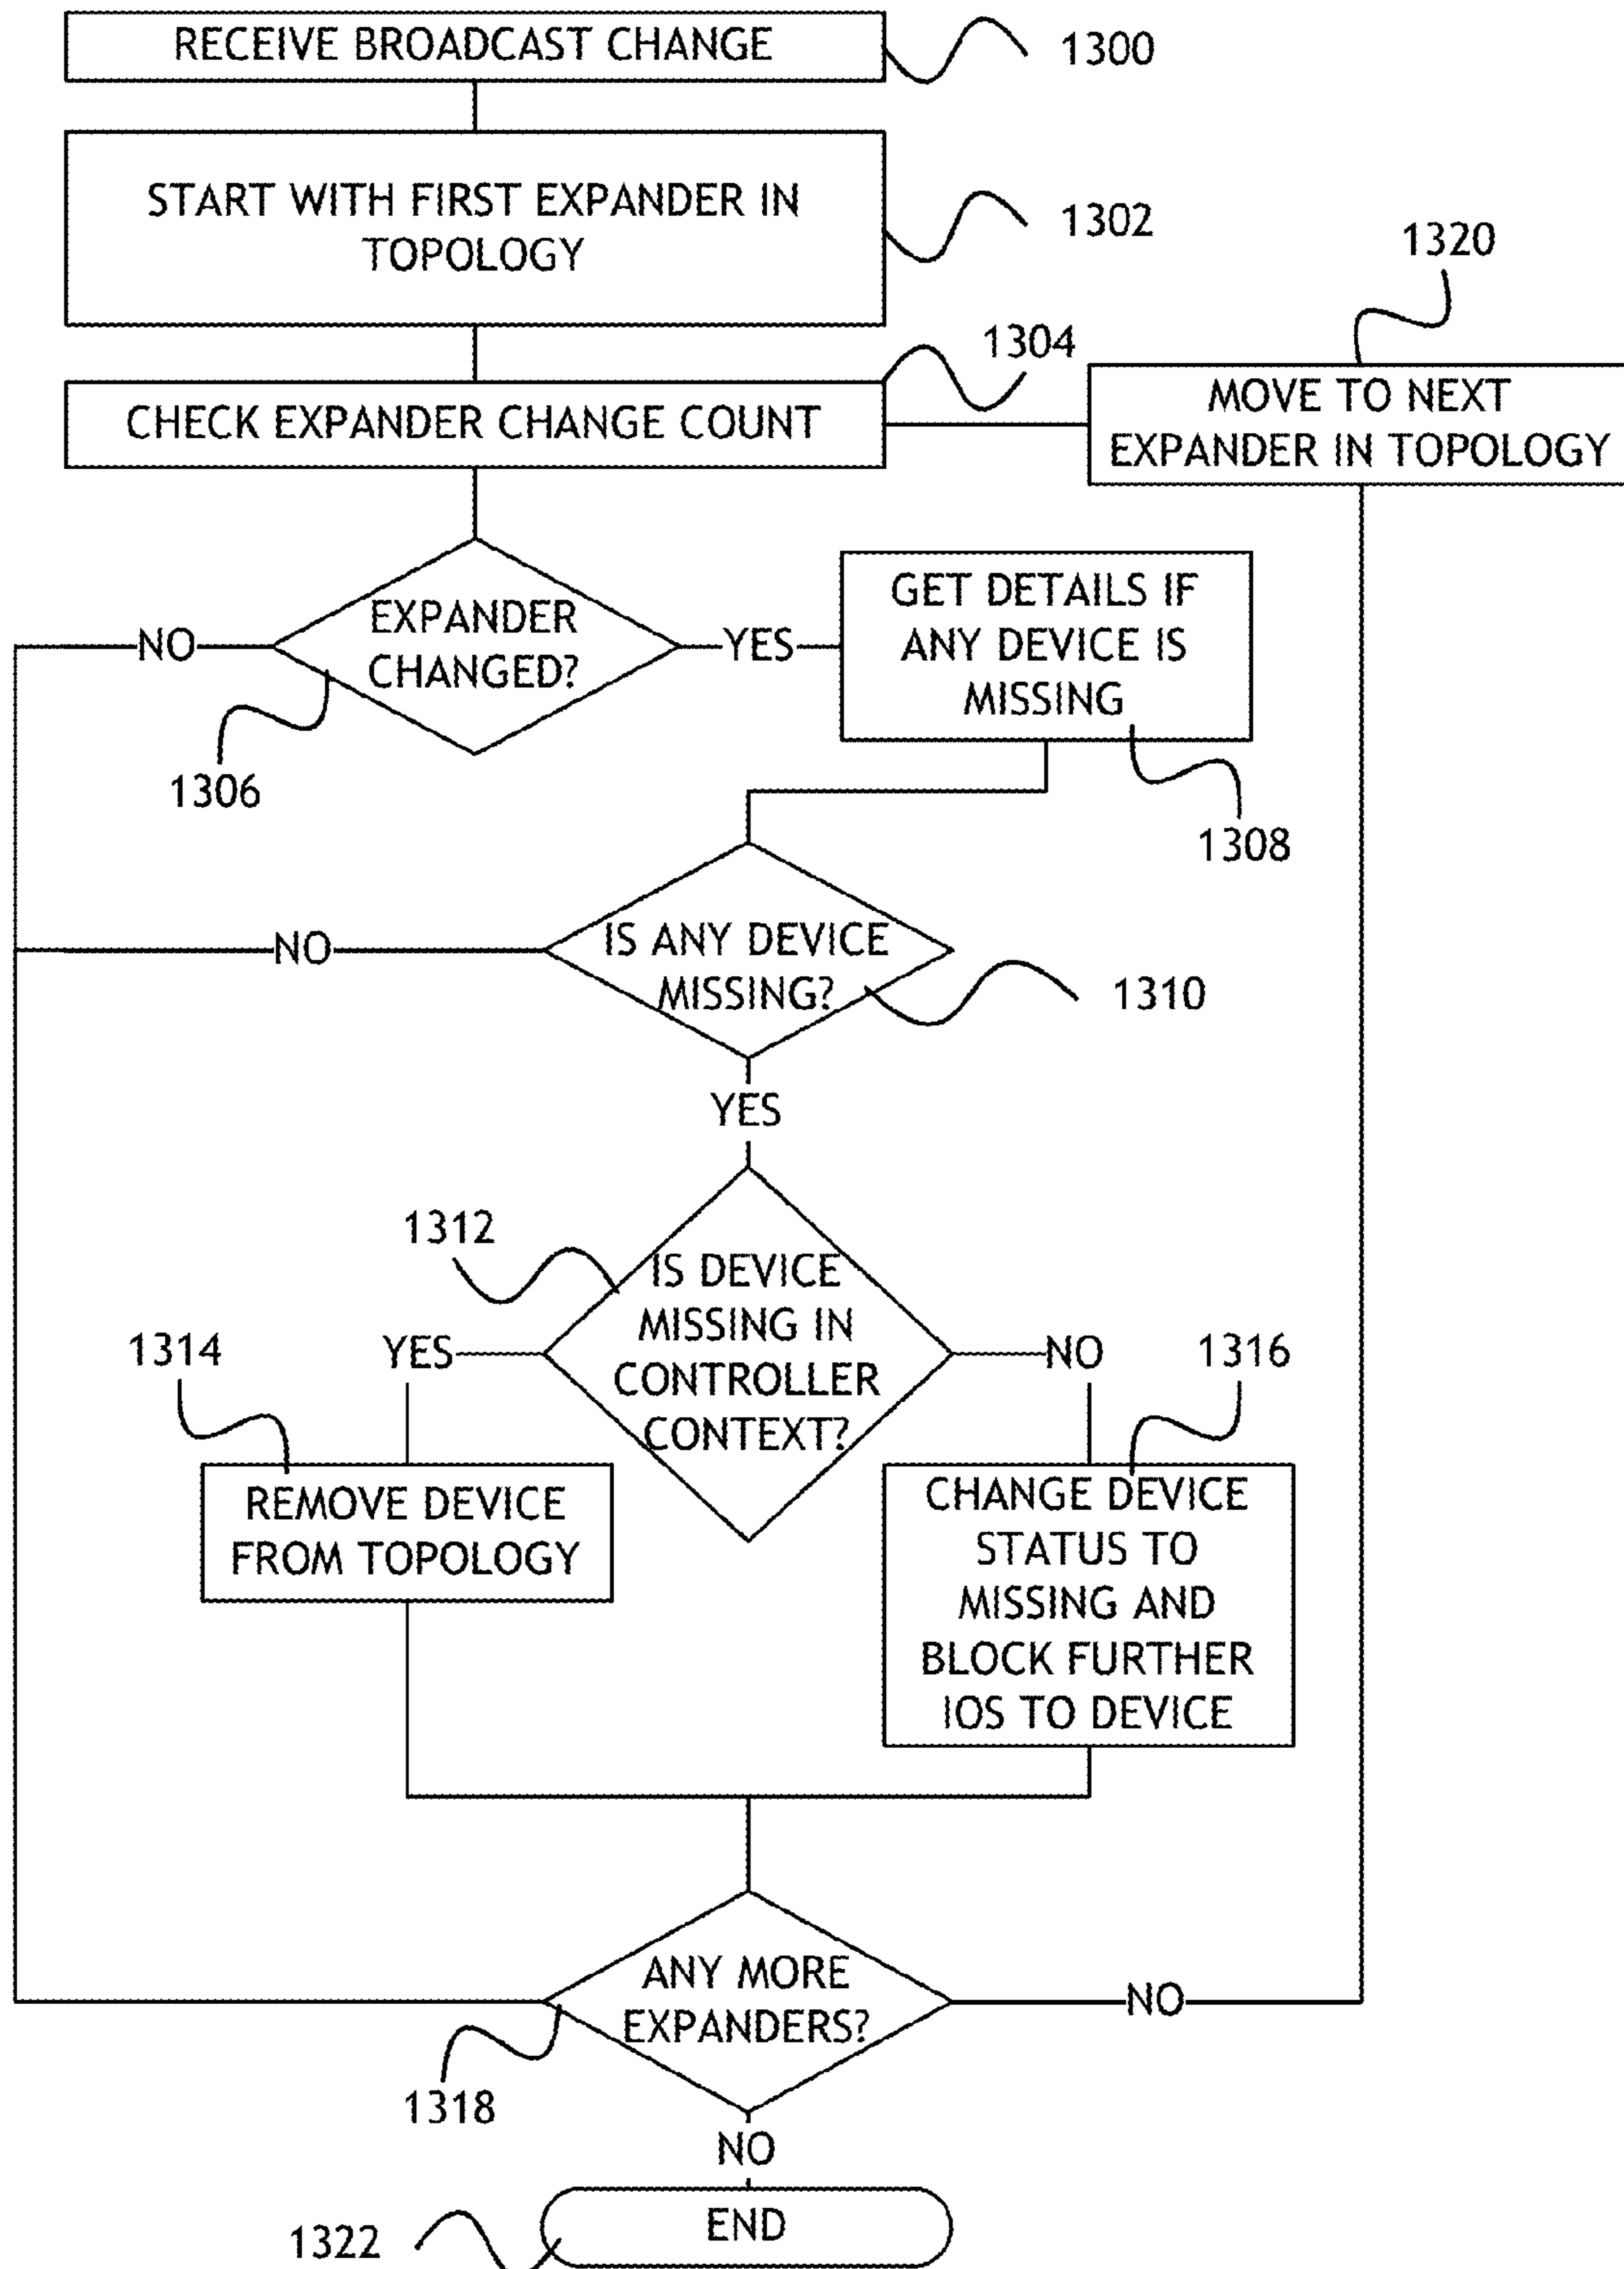 RECEIVE BROADCAST CHANGE
1300
START WITH FIRST EXPANDER IN
TOPOLOGY
1302
1320
1304
CHECK EXPANDER CHANGE COUNT
MOVE TO NEXT
EXPANDER IN TOPOLOGY
EXPANDER
CHANGED?
NO
YES
1306
GET DETAILS IF
ANY DEVICE IS
MISSING
1308
IS ANY DEVICE
MISSING?
NO
1310
YES
1312
IS DEVICE
MISSING IN
CONTROLLER
CONTEXT?
YES
NO
1314
1316
REMOVE DEVICE
FROM TOPOLOGY
CHANGE DEVICE
STATUS TO
MISSING AND
BLOCK FURTHER
IOS TO DEVICE
ANY MORE
EXPANDERS?
NO
1318
NO
END
1322